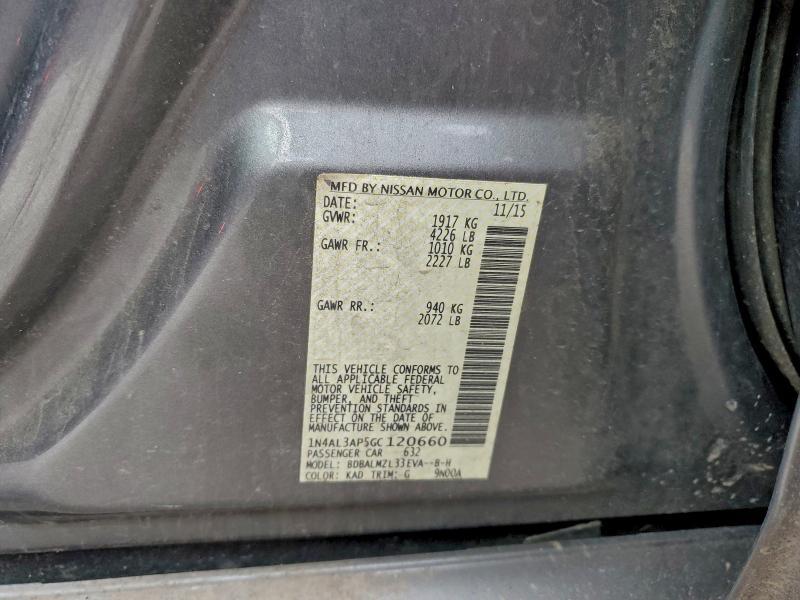 MFD BY NISSAN MOTOR CO., LTD.
DATE: 11/15
GVWR: 1917 KG
4226 LB
GAWR FR.: 1010 KG
2227 LB
GAWR RR.: 940 KG
2072 LB
THIS VEHICLE CONFORMS TO
ALL APPLICABLE FEDERAL
MOTOR VEHICLE SAFETY,
BUMPER, AND THEFT
PREVENTION STANDARDS IN
EFFECT ON THE DATE OF
MANUFACTURE SHOWN ABOVE.
1N4AL3AP5GC120660
PASSENGER CAR 632
MODEL: BDBALMZL33EVA--B-H
COLOR: KAD TRIM: G 9N00A